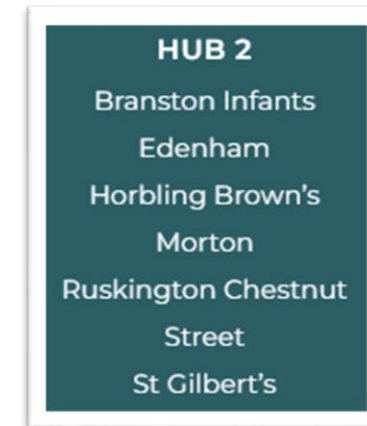 HUB 2
Branston Infants
Edenham
Horbling Brown's
Morton
Ruskington Chestnut
Street
St Gilbert's